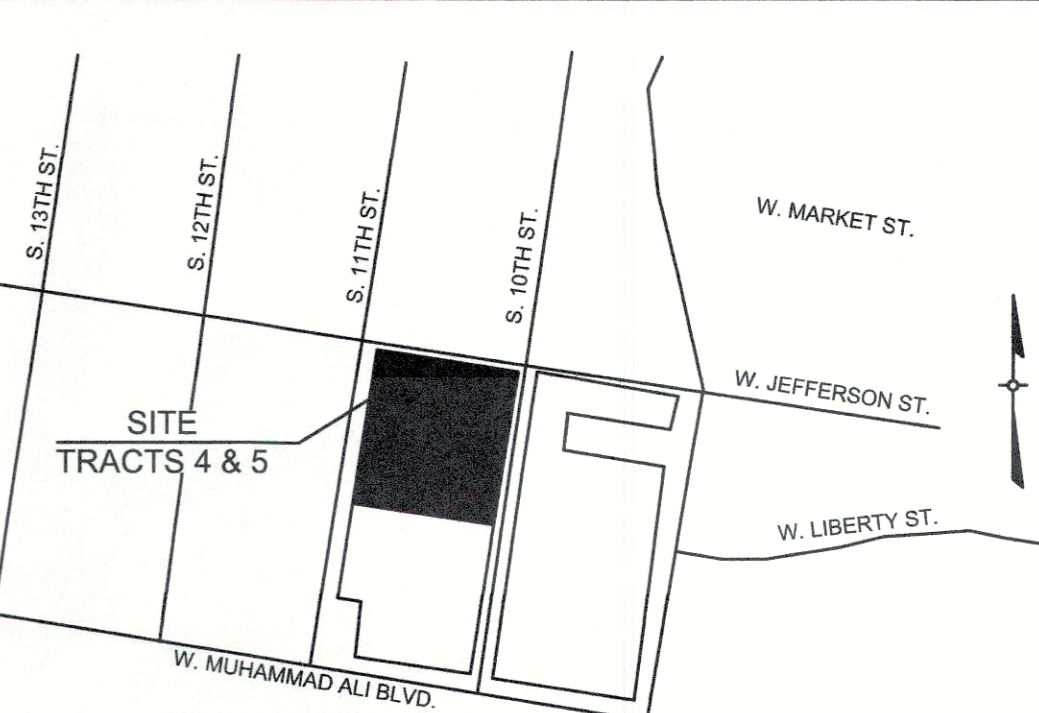 S. 13TH ST.
S. 12TH ST.
S. 11TH ST.
S. 10TH ST.
W. MARKET ST.
W. JEFFERSON ST.
SITE
TRACTS 4 & 5
W. LIBERTY ST.
W. MUHAMMAD ALI BLVD.